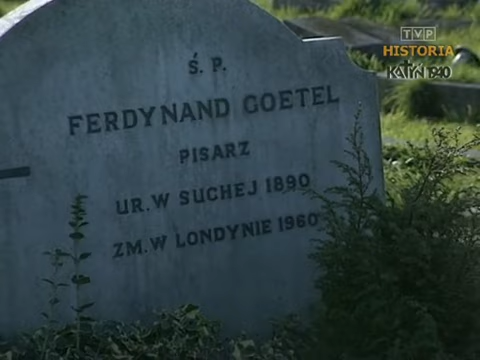 TVP
HISTORIA
KATYŃ 1940
Ś. P.
FERDYNAND GOETEL
PISARZ
UR. W SUCHEJ 1890
ZM. W LONDYNIE 1960